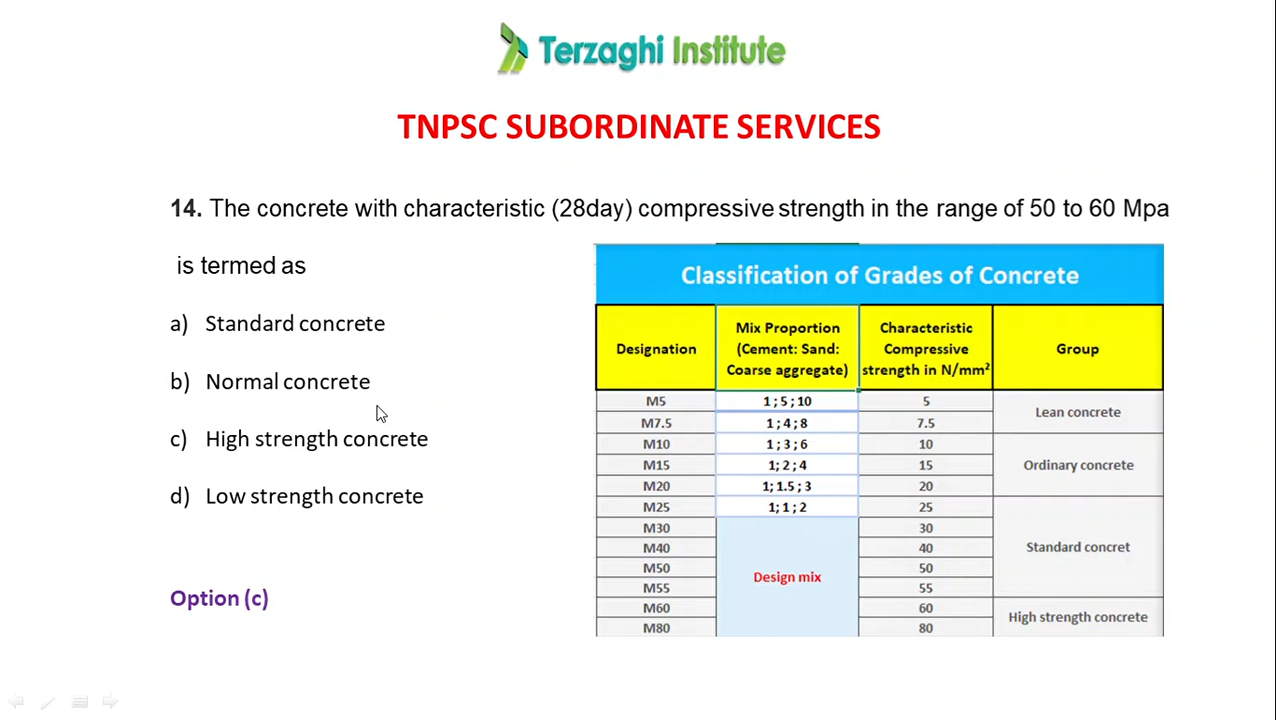 Terzaghi Institute
TNPSC SUBORDINATE SERVICES
14. The concrete with characteristic (28day) compressive strength in the range of 50 to 60 Mpa
is termed as
a) Standard concrete
b) Normal concrete
c) High strength concrete
d) Low strength concrete
Option (c)
Classification of Grades of Concrete
Designation Mix Proportion (Cement: Sand: Coarse aggregate) Characteristic Compressive strength in N/mm² Group
M5 1 ; 5 ; 10 5 Lean concrete
M7.5 1 ; 4 ; 8 7.5
M10 1 ; 3 ; 6 10 Ordinary concrete
M15 1; 2 ; 4 15
M20 1; 1.5 ; 3 20
M25 1; 1 ; 2 25 Standard concret
M30 Design mix 30
M40 40
M50 50
M55 55
M60 60 High strength concrete
M80 80